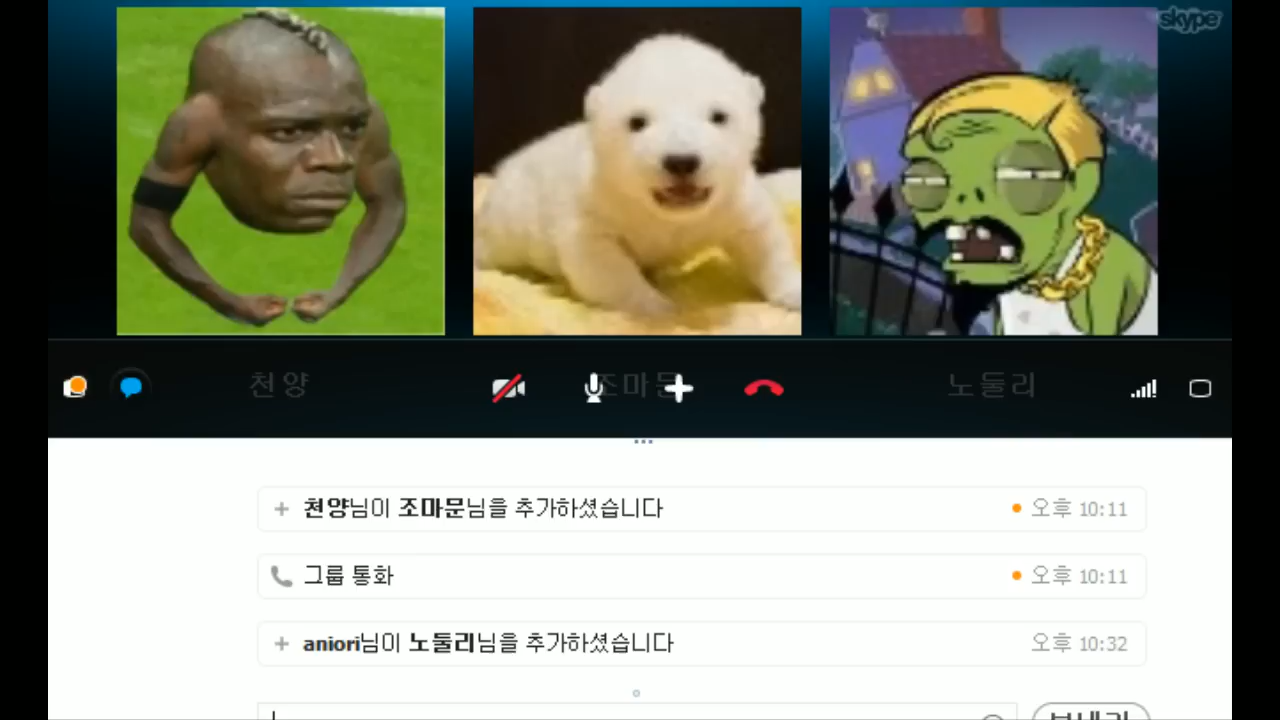 skype
천양
조마문
노둘리
천양님이 조마문님을 추가하셨습니다
오후 10:11
그룹 통화
오후 10:11
aniori님이 노둘리님을 추가하셨습니다
오후 10:32